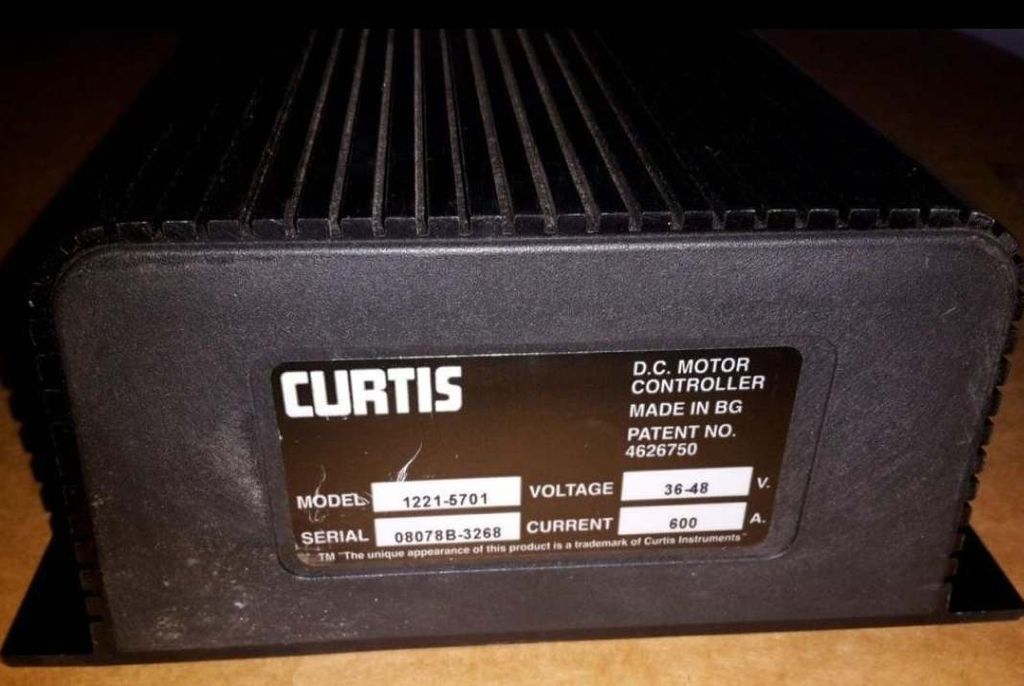 CURTIS
D.C. MOTOR
CONTROLLER
MADE IN BG
PATENT NO.
4626750
MODEL 1221-5701 VOLTAGE 36-48 V.
SERIAL 08078B-3268 CURRENT 600 A.
TM "The unique appearance of this product is a trademark of Curtis Instruments"